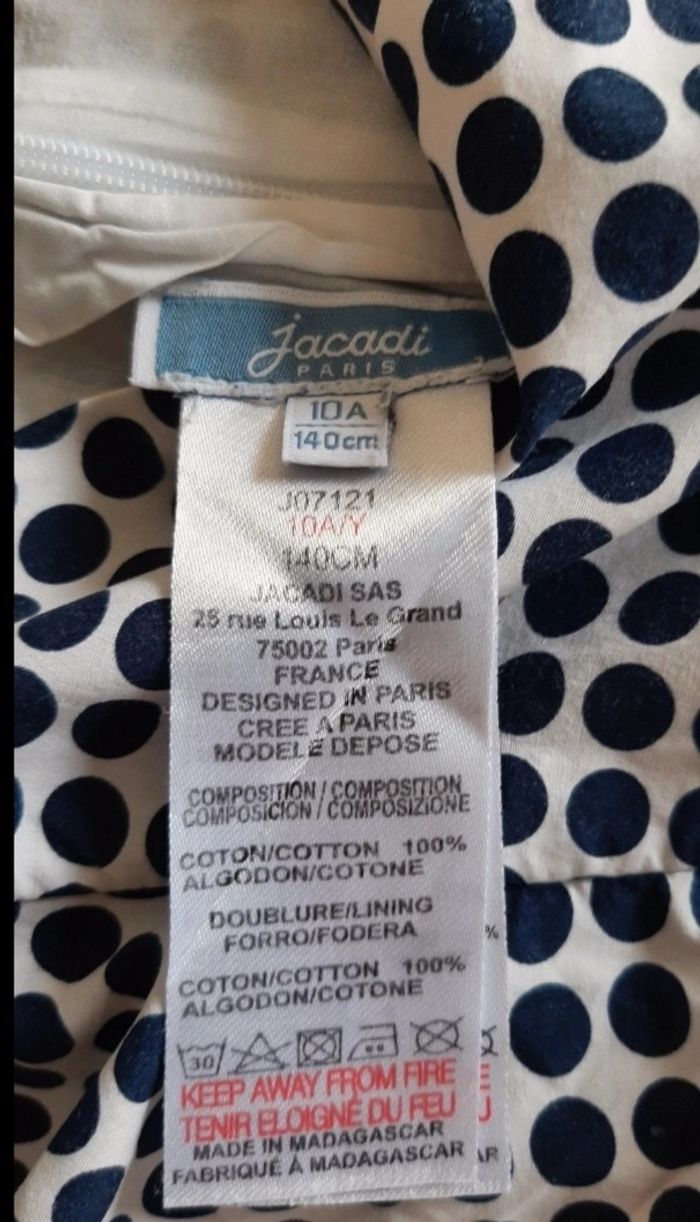 jacadi
PARIS
10A
140cm
J07121
10A/Y
140CM
JACADI SAS
25 rue Louis Le Grand
75002 Paris
FRANCE
DESIGNED IN PARIS
CREE A PARIS
MODELE DEPOSE
COMPOSITION / COMPOSITION
COMPOSICION / COMPOSIZIONE
COTON/COTTON 100%
ALGODON/COTONE
DOUBLURE/LINING
FORRO/FODERA
%
COTON/COTTON 100%
ALGODON/COTONE
30
KEEP AWAY FROM FIRE
E
TENIR ELOIGNÉ DU FEU
U
MADE IN MADAGASCAR
FABRIQUÉ À MADAGASCAR
AR